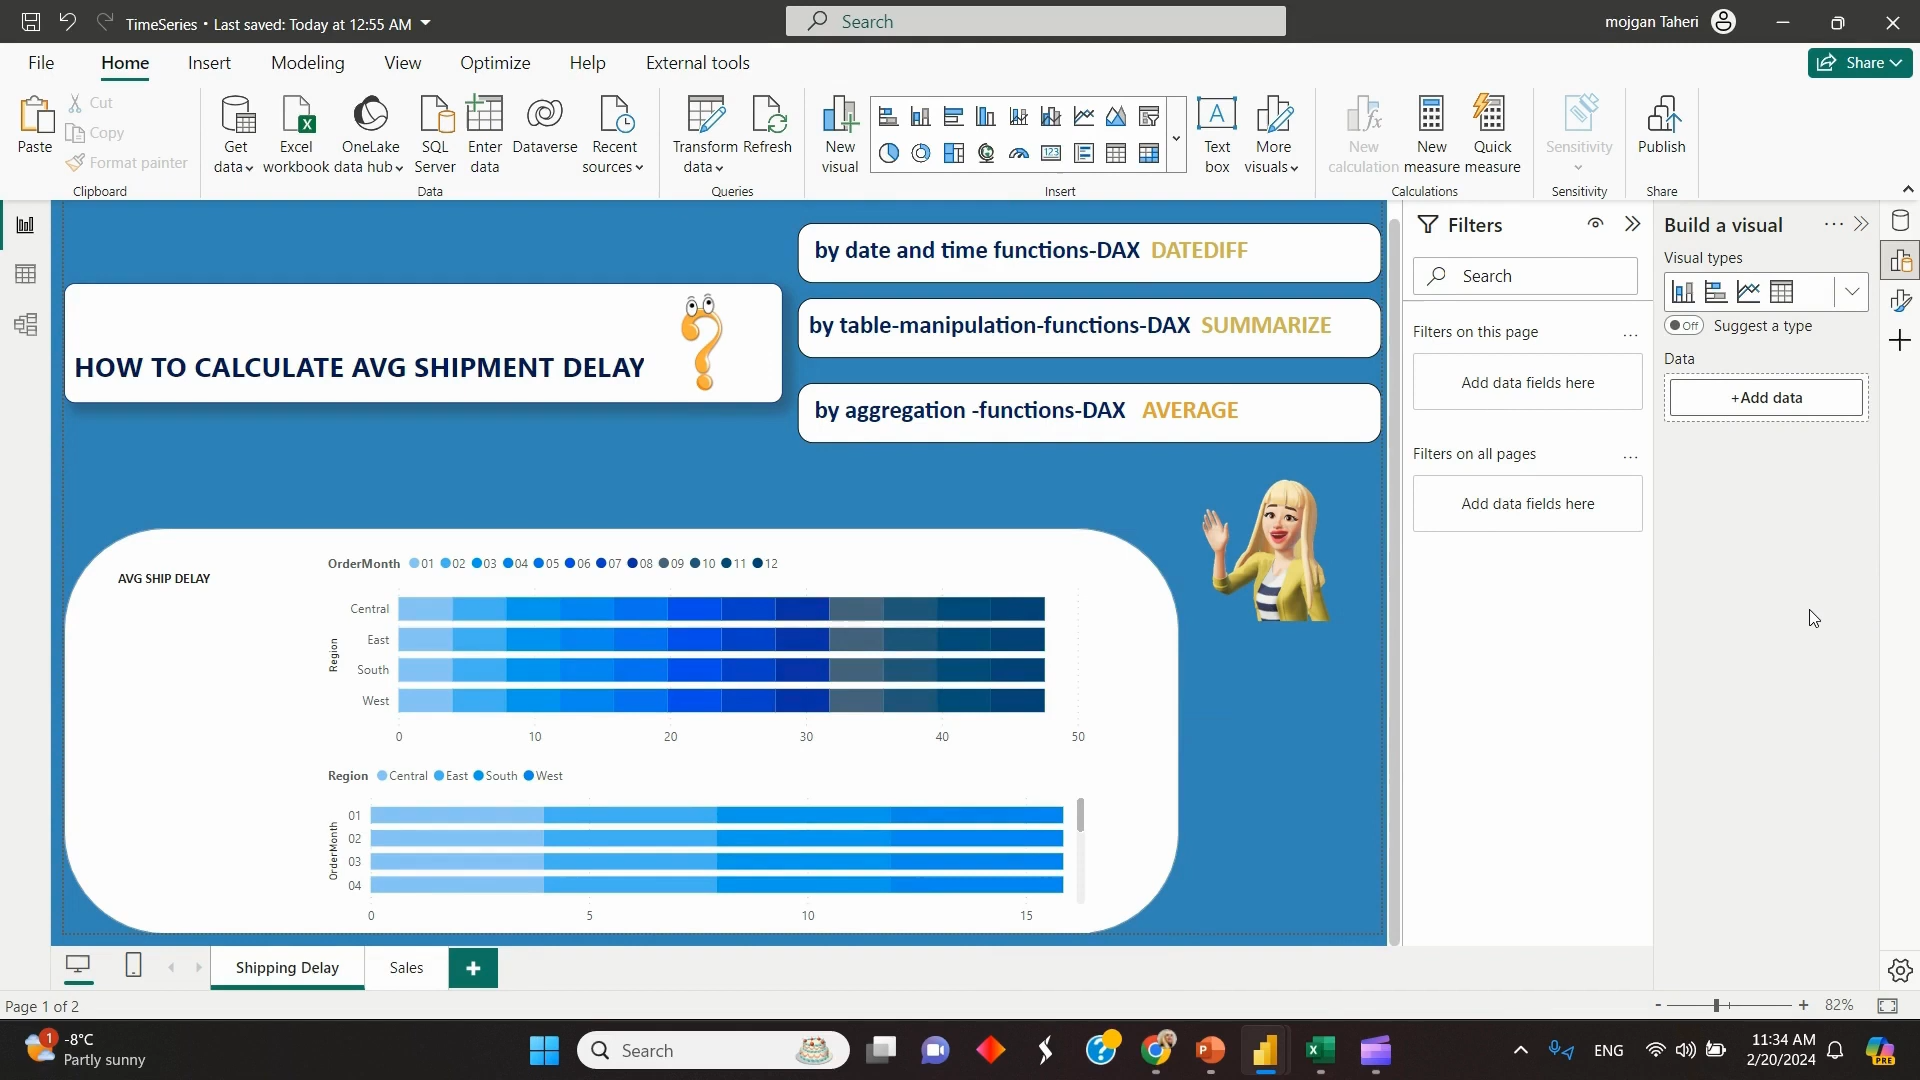 TimeSeries • Last saved: Today at 12:55 AM
Search
mojgan Taheri
File
Home
Insert
Modeling
View
Optimize
Help
External tools
Share
Paste
Cut
Copy
Format painter
Clipboard
Get data
Excel workbook
OneLake data hub
SQL Server
Enter data
Dataverse
Recent sources
Data
Transform data
Refresh
Queries
New visual
123
Text box
More visuals
Insert
New calculation
New measure
Quick measure
Calculations
Sensitivity
Sensitivity
Publish
Share
by date and time functions-DAX DATEDIFF
by table-manipulation-functions-DAX SUMMARIZE
HOW TO CALCULATE AVG SHIPMENT DELAY
by aggregation -functions-DAX AVERAGE
AVG SHIP DELAY
OrderMonth 01 02 03 04 05 06 07 08 09 10 11 12
Region
Central
East
South
West
0 10 20 30 40 50
Region Central East South West
OrderMonth
01
02
03
04
0 5 10 15
Filters
Search
Filters on this page
Add data fields here
Filters on all pages
Add data fields here
Build a visual
Visual types
Off Suggest a type
Data
+Add data
Shipping Delay
Sales
Page 1 of 2
- + 82%
1
-8°C
Partly sunny
Search
ENG
11:34 AM
2/20/2024
PRE